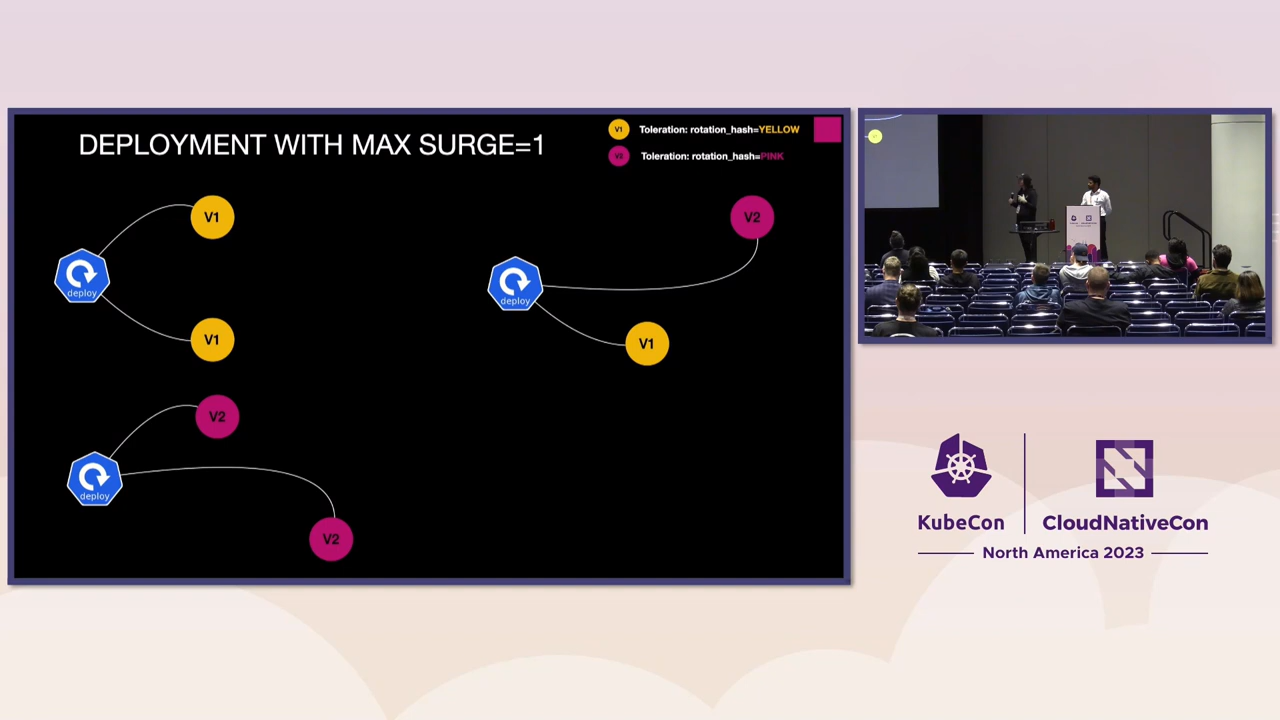 DEPLOYMENT WITH MAX SURGE=1
V1 Toleration: rotation_hash=YELLOW
V2 Toleration: rotation_hash=PINK
V1
deploy
V1
V2
deploy
V2
V2
deploy
V1
KubeCon
CloudNativeCon
North America 2023